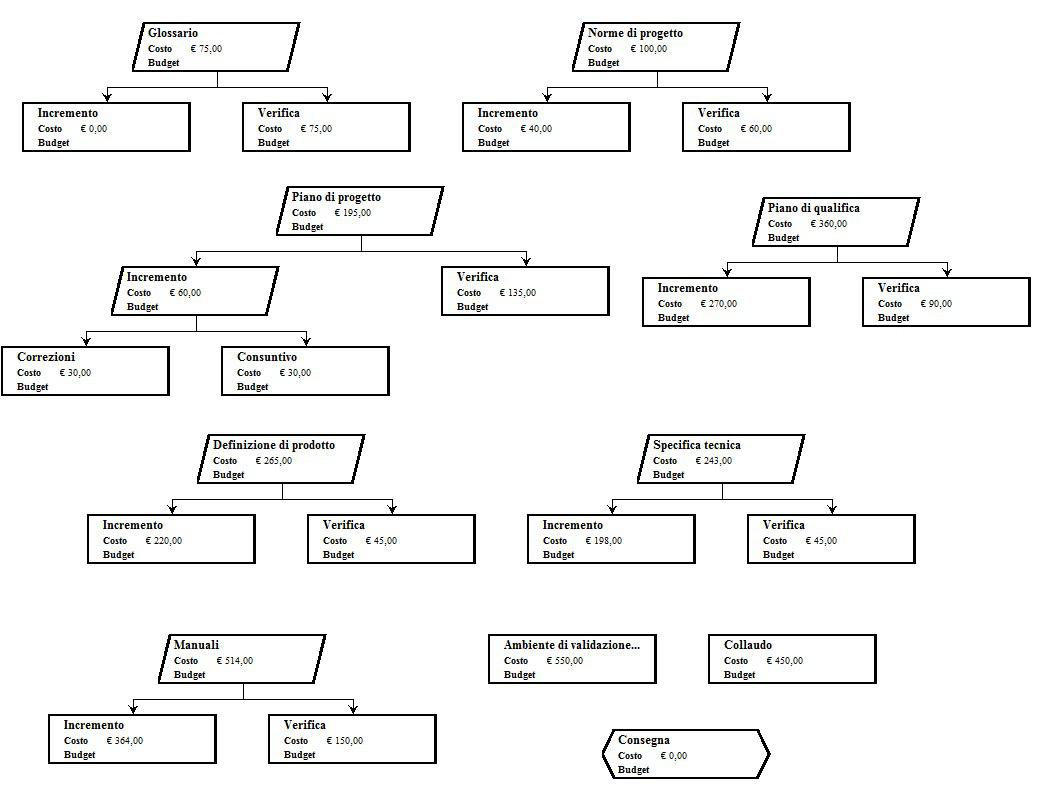 Glossario
Costo € 75,00
Budget
Norme di progetto
Costo € 100,00
Budget
Incremento
Costo € 0,00
Budget
Verifica
Costo € 75,00
Budget
Incremento
Costo € 40,00
Budget
Verifica
Costo € 60,00
Budget
Piano di progetto
Costo € 195,00
Budget
Piano di qualifica
Costo € 360,00
Budget
Incremento
Costo € 60,00
Budget
Verifica
Costo € 135,00
Budget
Incremento
Costo € 270,00
Budget
Verifica
Costo € 90,00
Budget
Correzioni
Costo € 30,00
Budget
Consuntivo
Costo € 30,00
Budget
Definizione di prodotto
Costo € 265,00
Budget
Specifica tecnica
Costo € 243,00
Budget
Incremento
Costo € 220,00
Budget
Verifica
Costo € 45,00
Budget
Incremento
Costo € 198,00
Budget
Verifica
Costo € 45,00
Budget
Manuali
Costo € 514,00
Budget
Ambiente di validazione...
Costo € 550,00
Budget
Collaudo
Costo € 450,00
Budget
Incremento
Costo € 364,00
Budget
Verifica
Costo € 150,00
Budget
Consegna
Costo € 0,00
Budget